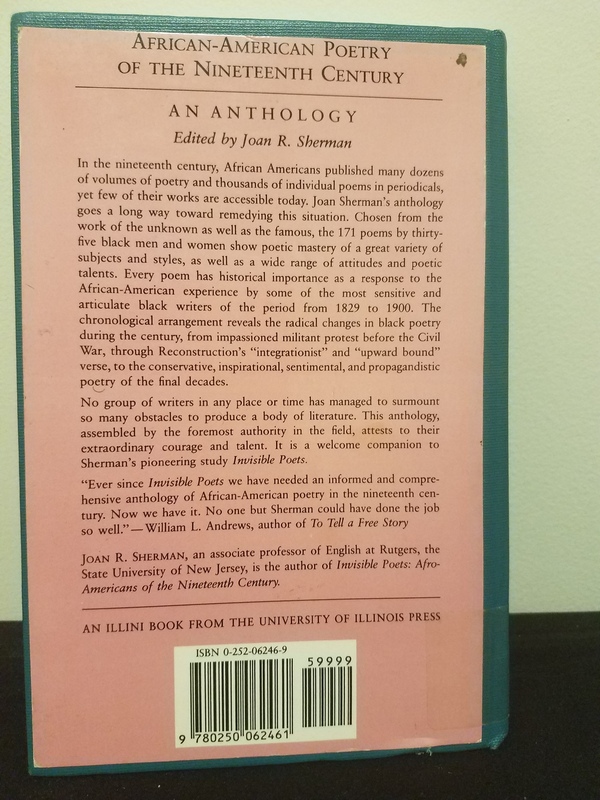 AFRICAN-AMERICAN POETRY
OF THE NINETEENTH CENTURY
AN ANTHOLOGY
Edited by Joan R. Sherman
In the nineteenth century, African Americans published many dozens
of volumes of poetry and thousands of individual poems in periodicals,
yet few of their works are accessible today. Joan Sherman's anthology
goes a long way toward remedying this situation. Chosen from the
work of the unknown as well as the famous, the 171 poems by thirty-
five black men and women show poetic mastery of a great variety of
subjects and styles, as well as a wide range of attitudes and poetic
talents. Every poem has historical importance as a response to the
African-American experience by some of the most sensitive and
articulate black writers of the period from 1829 to 1900. The
chronological arrangement reveals the radical changes in black poetry
during the century, from impassioned militant protest before the Civil
War, through Reconstruction's "integrationist" and "upward bound"
verse, to the conservative, inspirational, sentimental, and propagandistic
poetry of the final decades.
No group of writers in any place or time has managed to surmount
so many obstacles to produce a body of literature. This anthology,
assembled by the foremost authority in the field, attests to their
extraordinary courage and talent. It is a welcome companion to
Sherman's pioneering study Invisible Poets.
"Ever since Invisible Poets we have needed an informed and compre-
hensive anthology of African-American poetry in the nineteenth cen-
tury. Now we have it. No one but Sherman could have done the job
so well."—William L. Andrews, author of To Tell a Free Story
JOAN R. SHERMAN, an associate professor of English at Rutgers, the
State University of New Jersey, is the author of Invisible Poets: Afro-
Americans of the Nineteenth Century.
AN ILLINI BOOK FROM THE UNIVERSITY OF ILLINOIS PRESS
ISBN 0-252-06246-9
59999
9 780250 062461